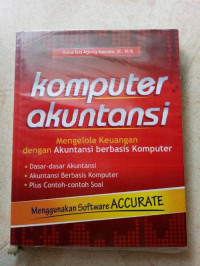 komputer
akuntansi
Mengelola Keuangan
dengan Akuntansi berbasis Komputer
• Dasar-dasar Akuntansi
• Akuntansi Berbasis Komputer
• Plus Contoh-contoh Soal
Menggunakan Software ACCURATE